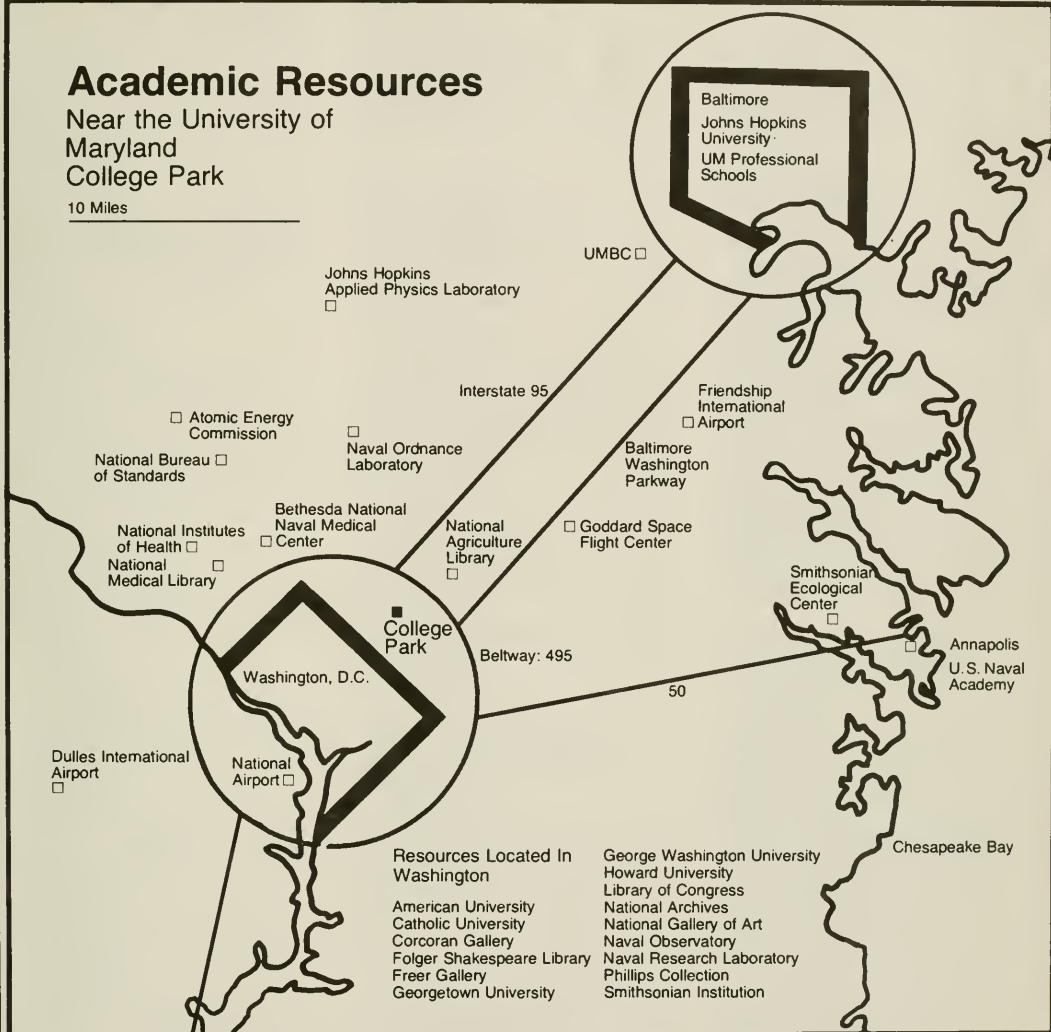 Academic Resources
Near the University of
Maryland
College Park
10 Miles
Baltimore
Johns Hopkins
University
UM Professional
Schools
UMBC
Johns Hopkins
Applied Physics Laboratory
Interstate 95
Friendship
International
Airport
Atomic Energy
Commission
Naval Ordnance
Laboratory
Baltimore
Washington
Parkway
National Bureau
of Standards
Bethesda National
Naval Medical
Center
National
Agriculture
Library
Goddard Space
Flight Center
National Institutes
of Health
National
Medical Library
Smithsonian
Ecological
Center
College
Park
Beltway: 495
Annapolis
U.S. Naval
Academy
Washington, D.C.
50
Dulles International
Airport
National
Airport
Chesapeake Bay
Resources Located In
Washington
American University
Catholic University
Corcoran Gallery
Folger Shakespeare Library
Freer Gallery
Georgetown University
George Washington University
Howard University
Library of Congress
National Archives
National Gallery of Art
Naval Observatory
Naval Research Laboratory
Phillips Collection
Smithsonian Institution